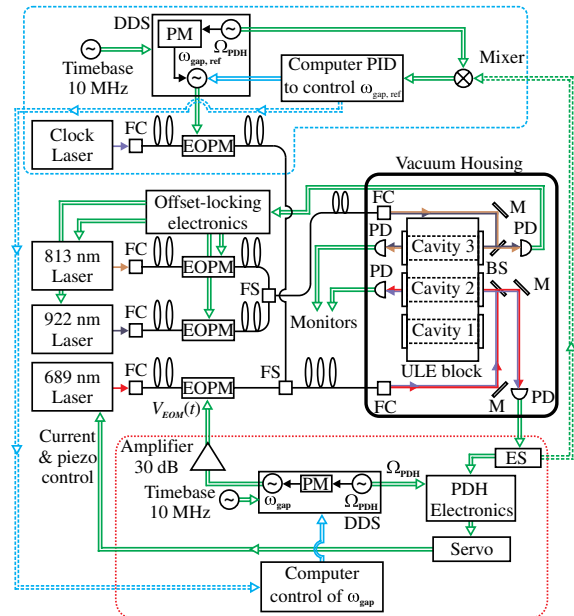 DDS
PM
Ω_PDH
ω_gap, ref
Timebase
10 MHz
Computer PID
to control ω_gap, ref
Mixer
Clock
Laser
FC
EOPM
Vacuum Housing
FC
M
PD
PD
Cavity 3
BS
Offset-locking
electronics
813 nm
Laser
FC
EOPM
FS
922 nm
Laser
FC
EOPM
Monitors
PD
Cavity 2
M
Cavity 1
ULE block
689 nm
Laser
FC
EOPM
FS
FC
M
PD
V_EOM(t)
Current
& piezo
control
Amplifier
30 dB
ES
Timebase
10 MHz
PM
ω_gap
Ω_PDH
DDS
Ω_PDH
PDH
Electronics
Servo
Computer
control of ω_gap